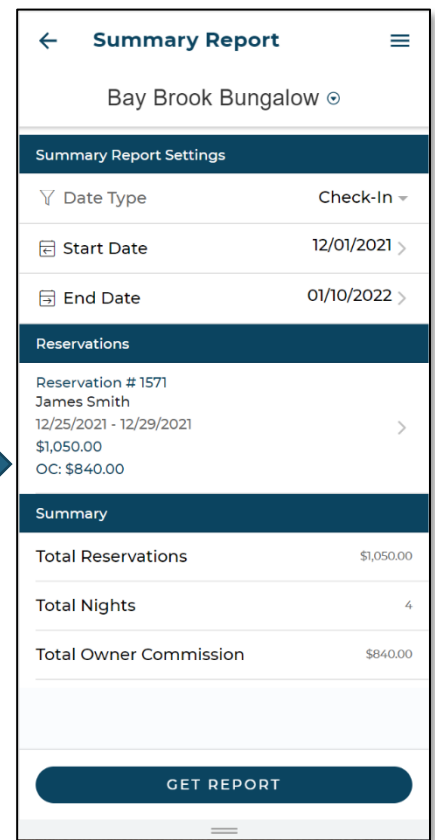 Summary Report
Bay Brook Bungalow
Summary Report Settings
Date Type Check-In
Start Date 12/01/2021
End Date 01/10/2022
Reservations
Reservation # 1571
James Smith
12/25/2021 - 12/29/2021
$1,050.00
OC: $840.00
Summary
Total Reservations $1,050.00
Total Nights 4
Total Owner Commission $840.00
GET REPORT